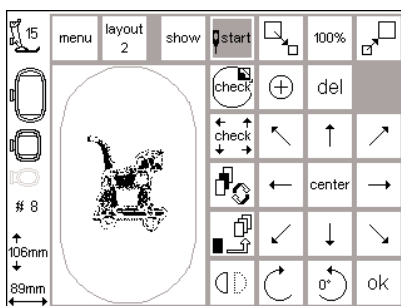 15
menu
layout
2
show
start
100%
check
del
check
center
# 8
106mm
89mm
0°
ok